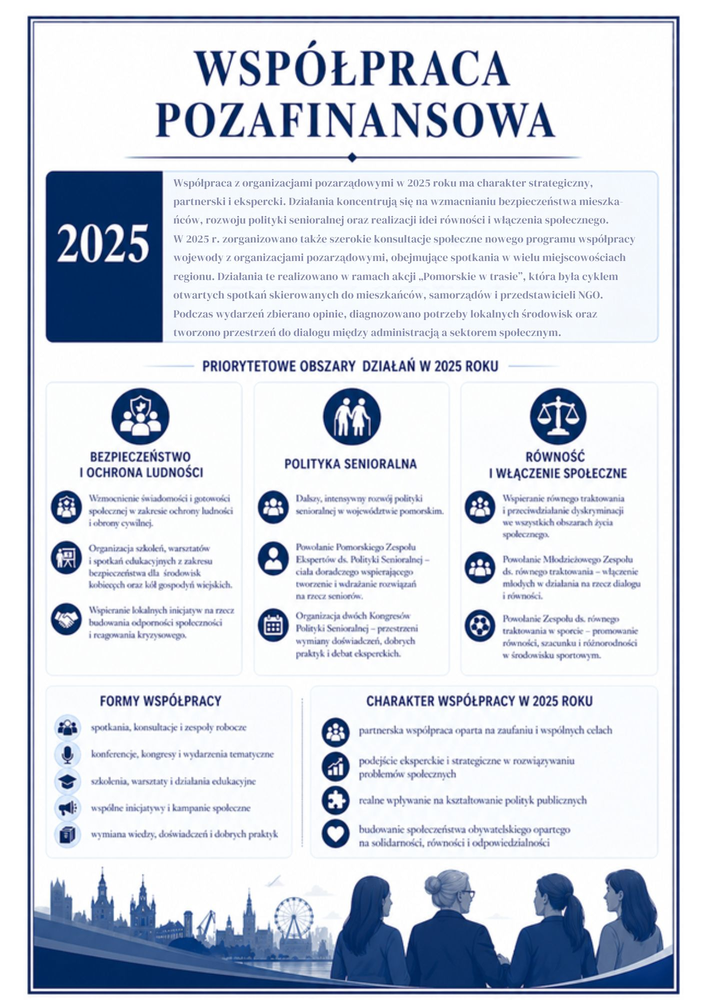 WSPÓŁPRACA
POZAFINANSOWA
2025
Współpraca z organizacjami pozarządowymi w 2025 roku ma charakter strategiczny,
partnerski i ekspercki. Działania koncentrują się na wzmacnianiu bezpieczeństwa mieszka-
ńców, rozwoju polityki senioralnej oraz realizacji idei równości i włączenia społecznego.
W 2025 r. zorganizowano także szerokie konsultacje społeczne nowego programu współpracy
wojewody z organizacjami pozarządowymi, obejmujące spotkania w wielu miejscowościach
regionu. Działania te realizowano w ramach akcji „Pomorskie w trasie”, która była cyklem
otwartych spotkań skierowanych do mieszkańców, samorządów i przedstawicieli NGO.
Podczas wydarzeń zbierano opinie, diagnozowano potrzeby lokalnych środowisk oraz
tworzono przestrzeń do dialogu między administracją a sektorem społecznym.
PRIORYTETOWE OBSZARY DZIAŁAŃ W 2025 ROKU
BEZPIECZEŃSTWO
I OCHRONA LUDNOŚCI
Wzmocnienie świadomości i gotowości
społecznej w zakresie ochrony ludności
i obrony cywilnej.
Organizacja szkoleń, warsztatów
i spotkań edukacyjnych z zakresu
bezpieczeństwa dla środowisk
kobiecych oraz kół gospodyń wiejskich.
Wspieranie lokalnych inicjatyw na rzecz
budowania odporności społeczności
i reagowania kryzysowego.
POLITYKA SENIORALNA
Dalszy, intensywny rozwój polityki
senioralnej w województwie pomorskim.
Powołanie Pomorskiego Zespołu
Ekspertów ds. Polityki Senioralnej –
ciała doradczego wspierającego
tworzenie i wdrażanie rozwiązań
na rzecz seniorów.
Organizacja dwóch Kongresów
Polityki Senioralnej – przestrzeni
wymiany doświadczeń, dobrych
praktyk i debat eksperckich.
RÓWNOŚĆ
I WŁĄCZENIE SPOŁECZNE
Wspieranie równego traktowania
i przeciwdziałanie dyskryminacji
we wszystkich obszarach życia
społecznego.
Powołanie Młodzieżowego Zespołu
ds. równego traktowania – włączenie
młodych w działania na rzecz dialogu
i równości.
Powołanie Zespołu ds. równego
traktowania w sporcie – promowanie
równości, szacunku i różnorodności
w środowisku sportowym.
FORMY WSPÓŁPRACY
spotkania, konsultacje i zespoły robocze
konferencje, kongresy i wydarzenia tematyczne
szkolenia, warsztaty i działania edukacyjne
wspólne inicjatywy i kampanie społeczne
wymiana wiedzy, doświadczeń i dobrych praktyk
CHARAKTER WSPÓŁPRACY W 2025 ROKU
partnerska współpraca oparta na zaufaniu i wspólnych celach
podejście eksperckie i strategiczne w rozwiązywaniu
problemów społecznych
realne wpływanie na kształtowanie polityk publicznych
budowanie społeczeństwa obywatelskiego opartego
na solidarności, równości i odpowiedzialności